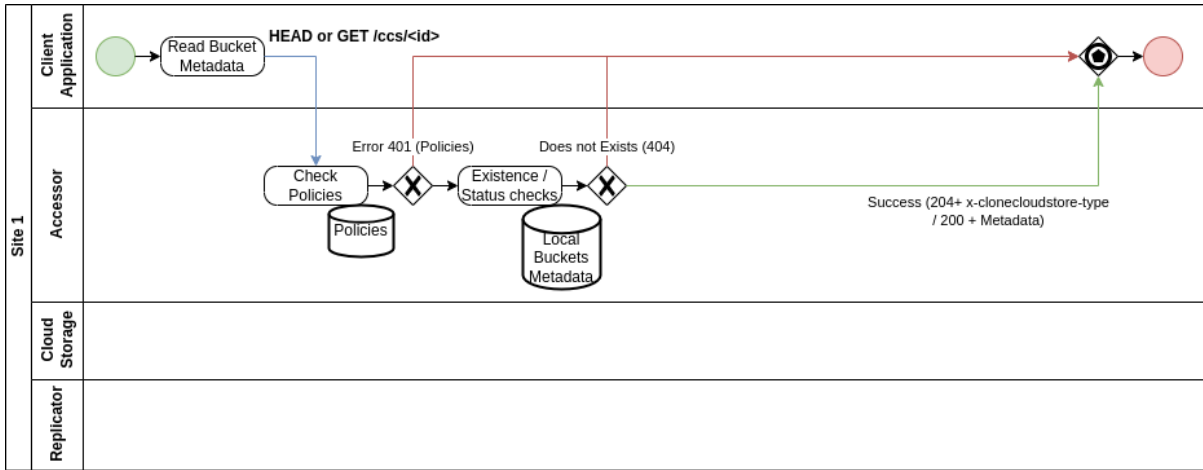 Site 1
Client
Application
Read Bucket
Metadata
HEAD or GET /ccs/<id>
Accessor
Error 401 (Policies)
Does not Exists (404)
Check
Policies
Policies
Existence /
Status checks
Local
Buckets
Metadata
Success (204+ x-clonecloudstore-type
/ 200 + Metadata)
Cloud
Storage
Replicator